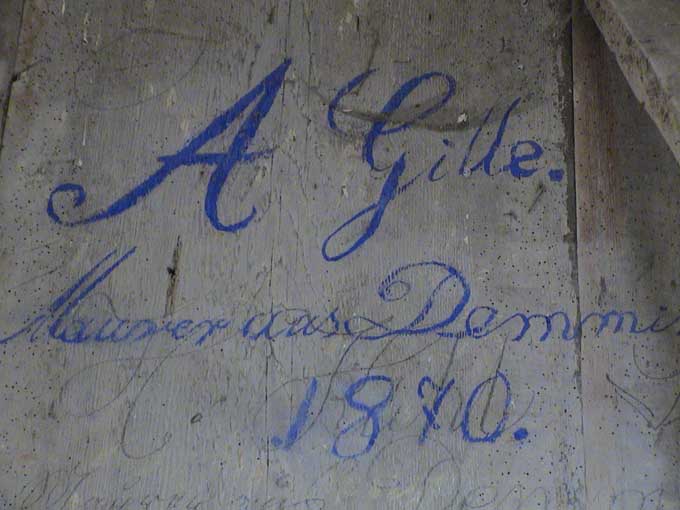 A Gille.
Maurer aus Demmin
1870.